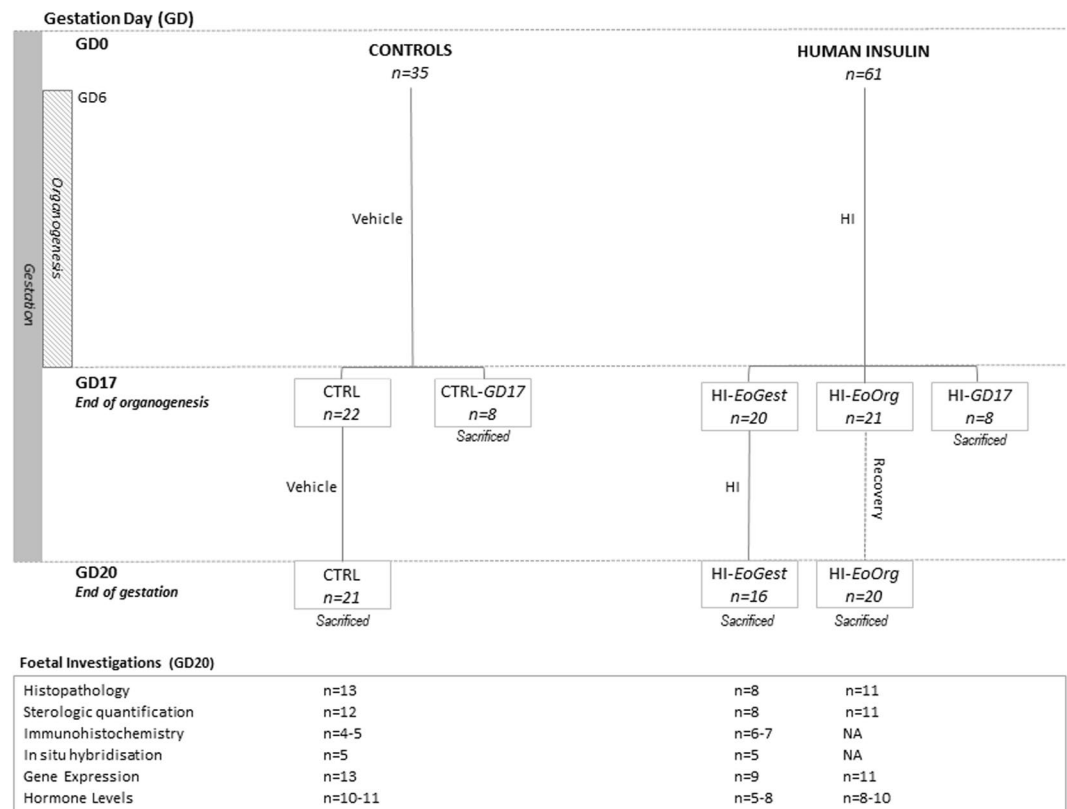 Gestation Day (GD)
GD0
CONTROLS
n=35
HUMAN INSULIN
n=61
GD6
Organogenesis
Gestation
Vehicle
HI
GD17
End of organogenesis
CTRL
n=22
CTRL-GD17
n=8
Sacrificed
HI-EoGest
n=20
HI-EoOrg
n=21
HI-GD17
n=8
Sacrificed
Vehicle
HI
Recovery
GD20
End of gestation
CTRL
n=21
Sacrificed
HI-EoGest
n=16
Sacrificed
HI-EoOrg
n=20
Sacrificed
Foetal Investigations (GD20)
Histopathology n=13 n=8 n=11
Sterologic quantification n=12 n=8 n=11
Immunohistochemistry n=4-5 n=6-7 NA
In situ hybridisation n=5 n=5 NA
Gene Expression n=13 n=9 n=11
Hormone Levels n=10-11 n=5-8 n=8-10